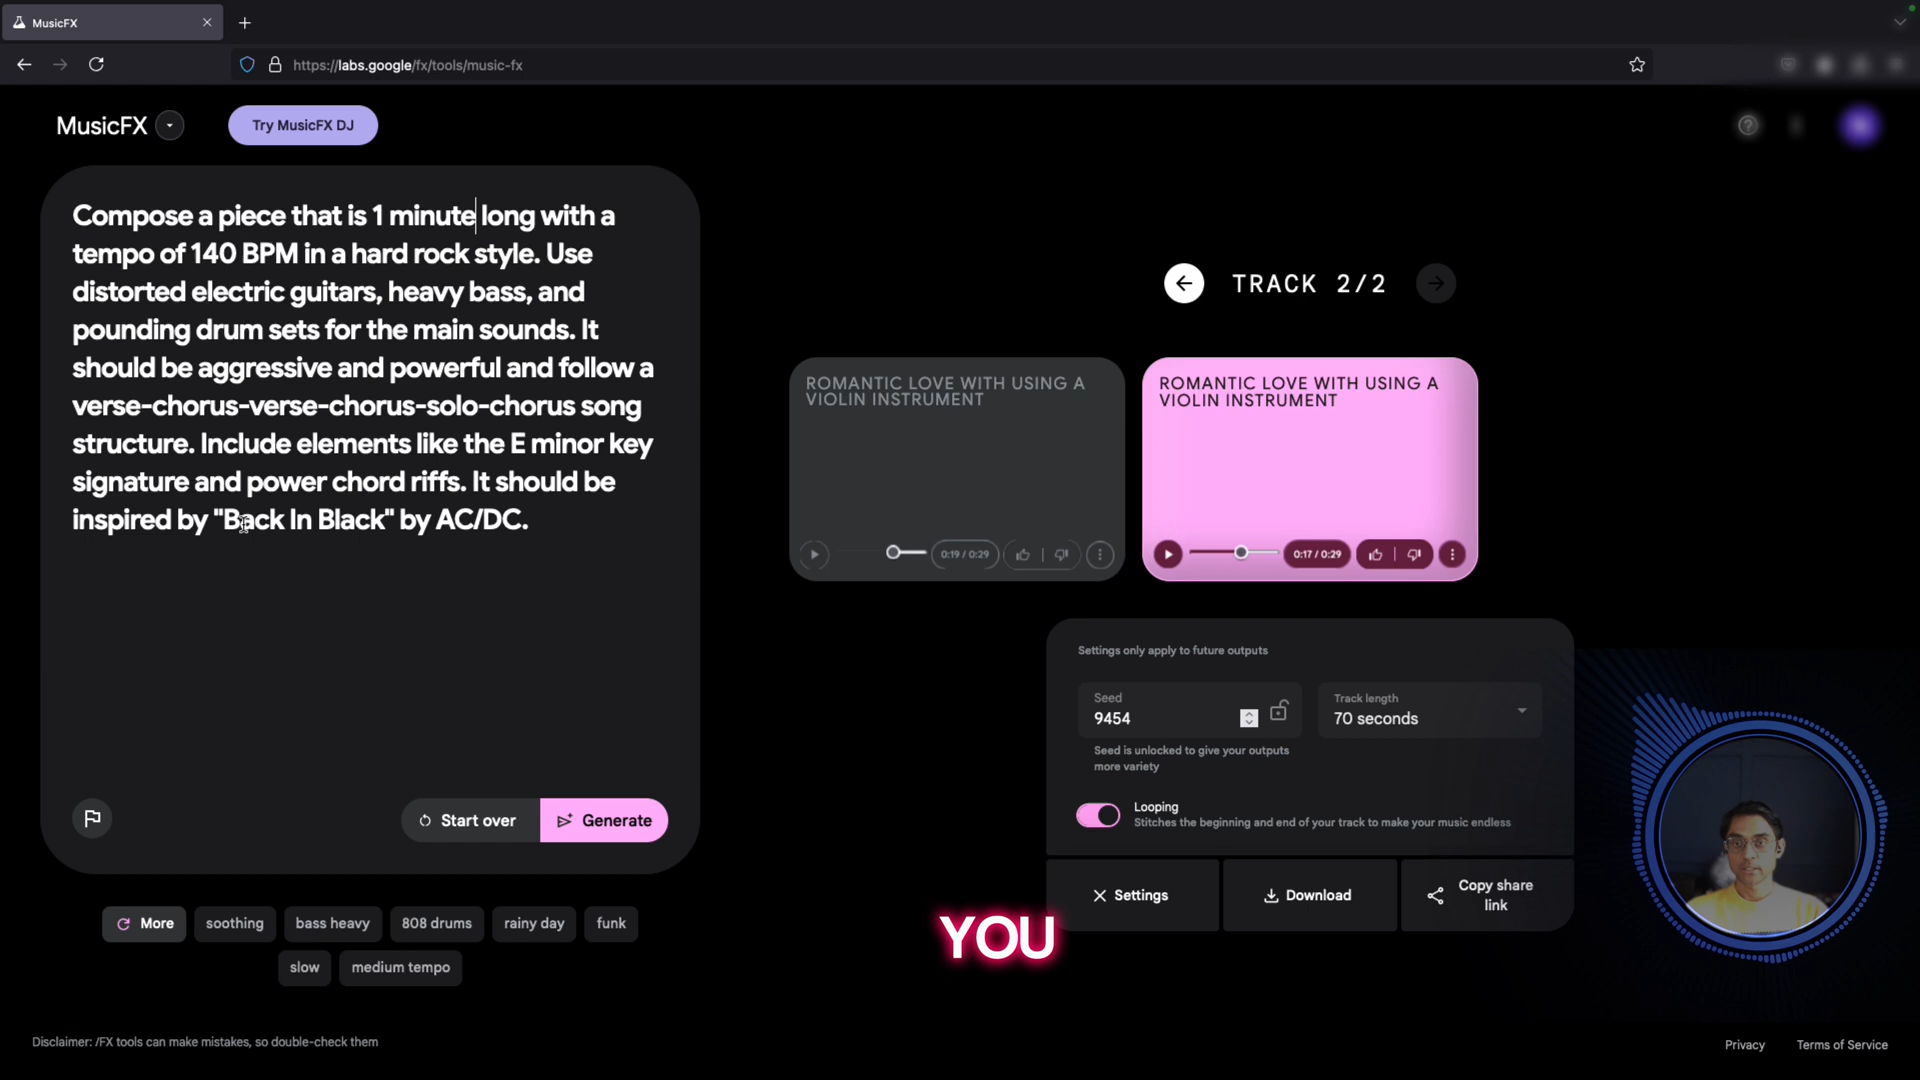 MusicFX
https://labs.google/fx/tools/music-fx
MusicFX
Try MusicFX DJ
Compose a piece that is 1 minute long with a
tempo of 140 BPM in a hard rock style. Use
distorted electric guitars, heavy bass, and
pounding drum sets for the main sounds. It
should be aggressive and powerful and follow a
verse-chorus-verse-chorus-solo-chorus song
structure. Include elements like the E minor key
signature and power chord riffs. It should be
inspired by "Back In Black" by AC/DC.
Start over
Generate
More
soothing
bass heavy
808 drums
rainy day
funk
slow
medium tempo
TRACK 2/2
ROMANTIC LOVE WITH USING A
VIOLIN INSTRUMENT
0:19 / 0:29
ROMANTIC LOVE WITH USING A
VIOLIN INSTRUMENT
0:17 / 0:29
Settings only apply to future outputs
Seed
9454
Seed is unlocked to give your outputs
more variety
Track length
70 seconds
Looping
Stitches the beginning and end of your track to make your music endless
Settings
Download
Copy share
link
YOU
Disclaimer: /FX tools can make mistakes, so double-check them
Privacy
Terms of Service